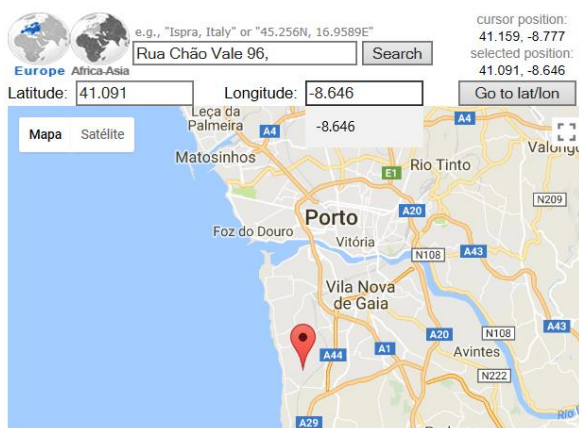 e.g., "Ispra, Italy" or "45.256N, 16.9589E"
Rua Chão Vale 96,
Search
Europe
Africa-Asia
cursor position:
41.159, -8.777
selected position:
41.091, -8.646
Latitude: 41.091
Longitude: -8.646
Go to lat/lon
-8.646
Mapa
Satélite
Leça da
Palmeira
A4
A4
Matosinhos
Valongo
E1
Rio Tinto
N209
Porto
A20
Foz do Douro
Vitória
N108
A43
Vila Nova
de Gaia
A20
N108
A43
A44
A1
Avintes
N222
A29
Rio